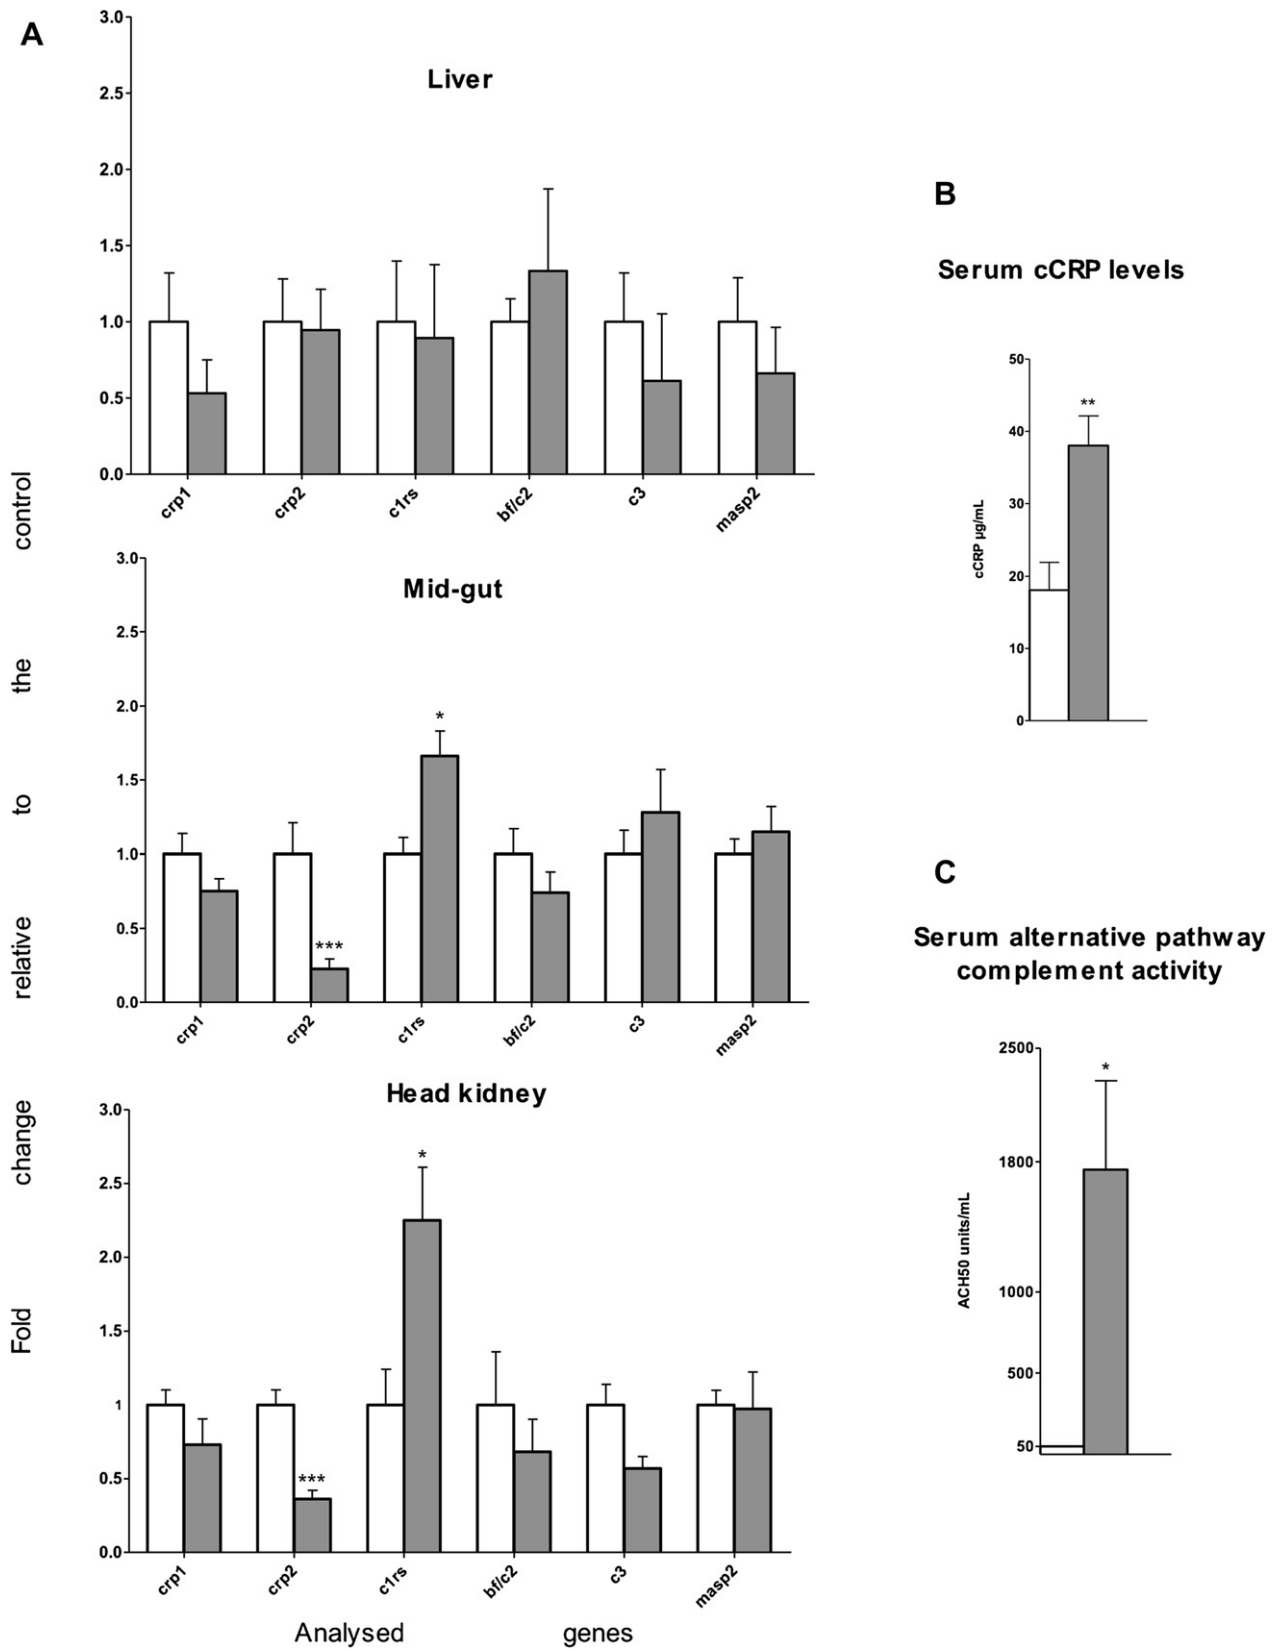 A
Liver
3.0
2.5
2.0
1.5
1.0
0.5
0.0
crp1 crp2 c1rs bf/c2 c3 masp2
Mid-gut
3.0
2.5
2.0
1.5
1.0
0.5
0.0
*
***
crp1 crp2 c1rs bf/c2 c3 masp2
Head kidney
3.0
2.5
2.0
1.5
1
0.5
0.0
*
***
crp1 crp2 c1rs bf/c2 c3 masp2
Fold change relative to the control
Analysed genes
B
Serum cCRP levels
cCRP µg/mL
50
40
30
20
10
0
**
C
Serum alternative pathway
complement activity
ACH50 units/mL
2500
1800
1000
500
50
*